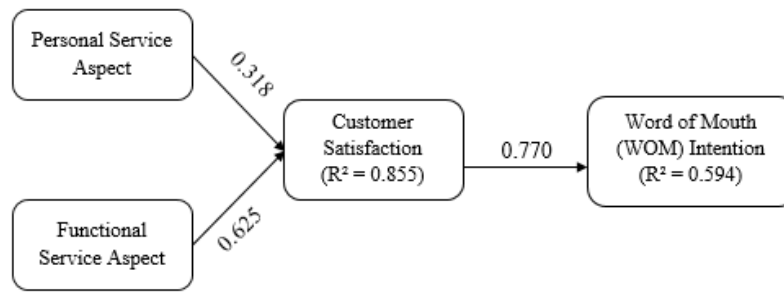 Personal Service
Aspect
0.318
Customer
Satisfaction
(R² = 0.855)
0.770
Word of Mouth
(WOM) Intention
(R² = 0.594)
Functional
Service Aspect
0.625